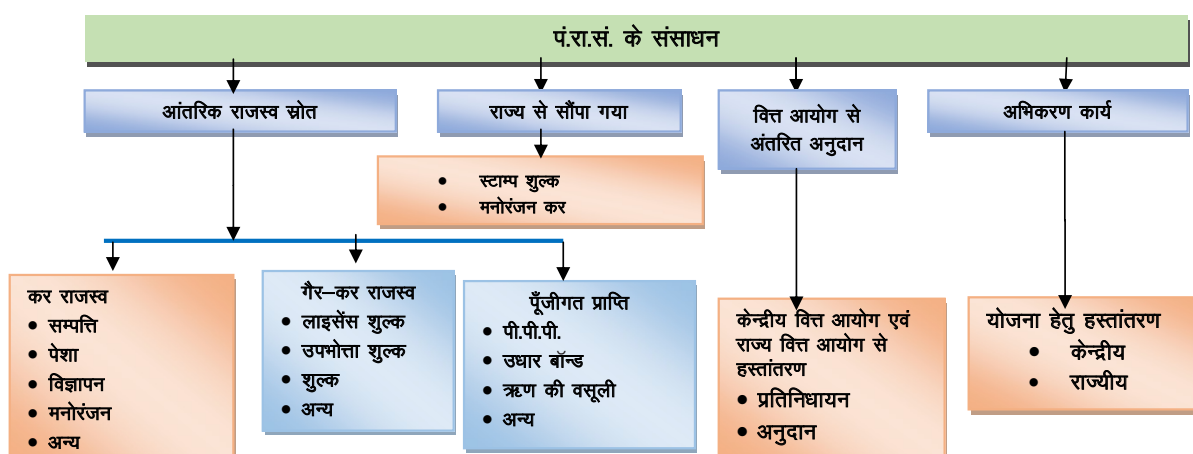 पं.रा.सं. के संसाधन
आंतरिक राजस्व स्रोत
राज्य से सौंपा गया
• स्टाम्प शुल्क
• मनोरंजन कर
वित्त आयोग से
अंतरित अनुदान
अभिकरण कार्य
कर राजस्व
• सम्पत्ति
• पेशा
• विज्ञापन
• मनोरंजन
• अन्य
गैर–कर राजस्व
• लाइसेंस शुल्क
• उपभोत्ता शुल्क
• शुल्क
• अन्य
पूँजीगत प्राप्ति
• पी.पी.पी.
• उधार बॉन्ड
• ऋण की वसूली
• अन्य
केन्द्रीय वित्त आयोग एवं
राज्य वित्त आयोग से
हस्तांतरण
• प्रतिनिधायन
• अनुदान
योजना हेतु हस्तांतरण
• केन्द्रीय
• राज्यीय